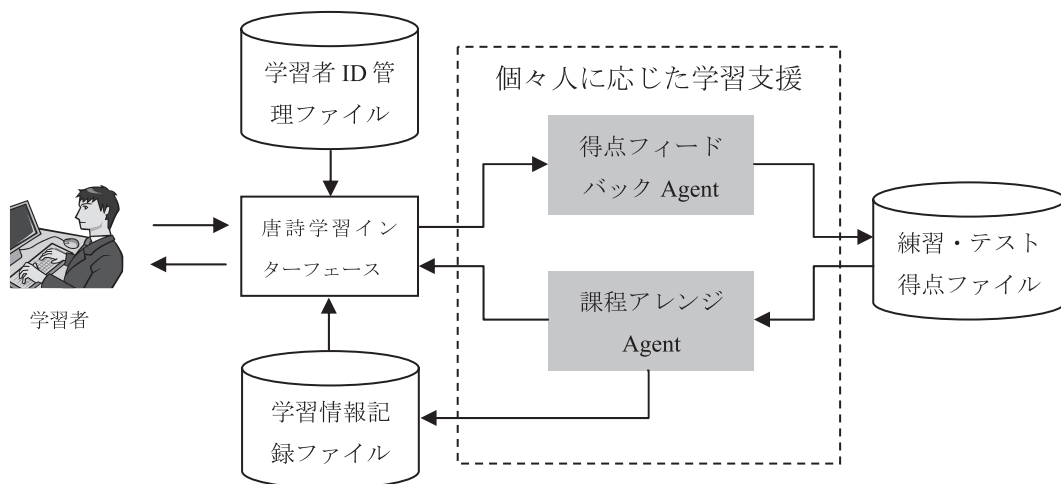 学習者 ID 管
理ファイル
個々人に応じた学習支援
得点フィード
バック Agent
唐詩学習イン
ターフェース
練習・テスト
得点ファイル
学習者
課程アレンジ
Agent
学習情報記
録ファイル